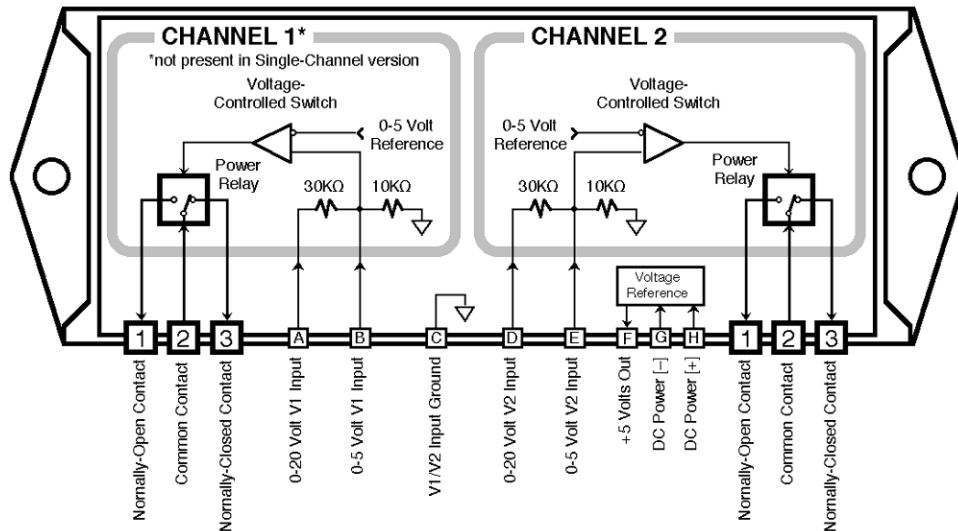 CHANNEL 1*
*not present in Single-Channel version
Voltage-
Controlled Switch
0-5 Volt
Reference
Power
Relay
30KΩ
10KΩ
CHANNEL 2
Voltage-
Controlled Switch
0-5 Volt
Reference
Power
Relay
30KΩ
10KΩ
Voltage
Reference
1
2
3
A
B
C
D
E
F
G
H
1
2
3
Nornally-Open Contact
Common Contact
Nornally-Closed Contact
0-20 Volt V1 Input
0-5 Volt V1 Input
V1/V2 Input Ground
0-20 Volt V2 Input
0-5 Volt V2 Input
+5 Volts Out
DC Power [–]
DC Power [+]
Nornally-Open Contact
Common Contact
Nornally-Closed Contact